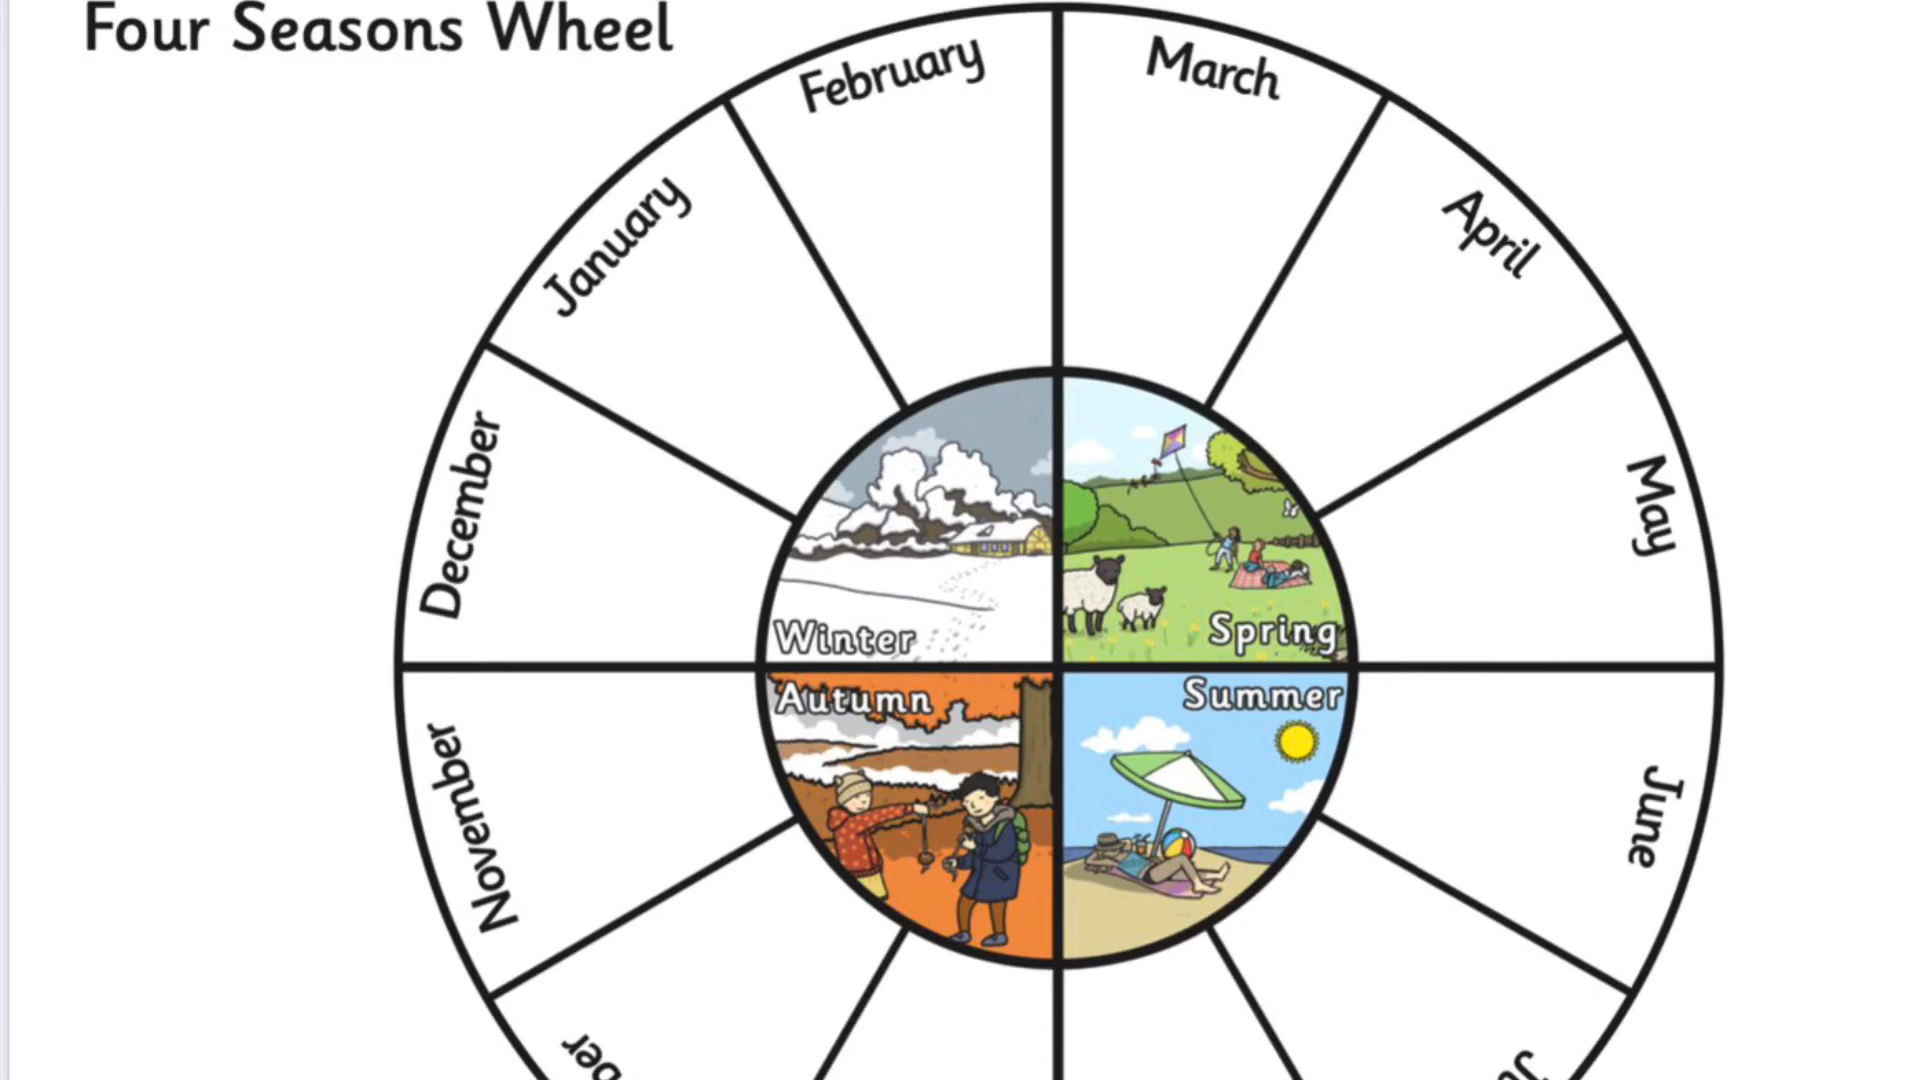 Four Seasons Wheel
February
March
January
April
December
May
Winter
Spring
Autumn
Summer
November
June